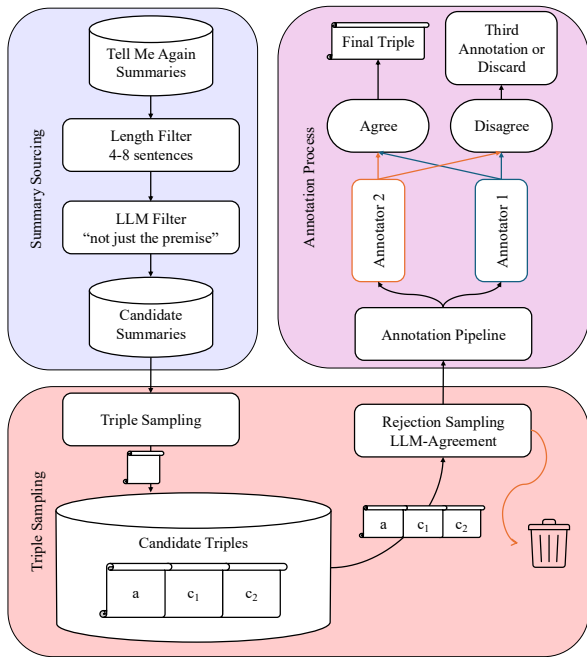 Summary Sourcing
Tell Me Again
Summaries
Length Filter
4-8 sentences
LLM Filter
“not just the premise”
Candidate
Summaries
Annotation Process
Final Triple
Third
Annotation or
Discard
Agree
Disagree
Annotator 2
Annotator 1
Annotation Pipeline
Triple Sampling
Triple Sampling
Rejection Sampling
LLM-Agreement
a
c1
c2
Candidate Triples
a
c1
c2